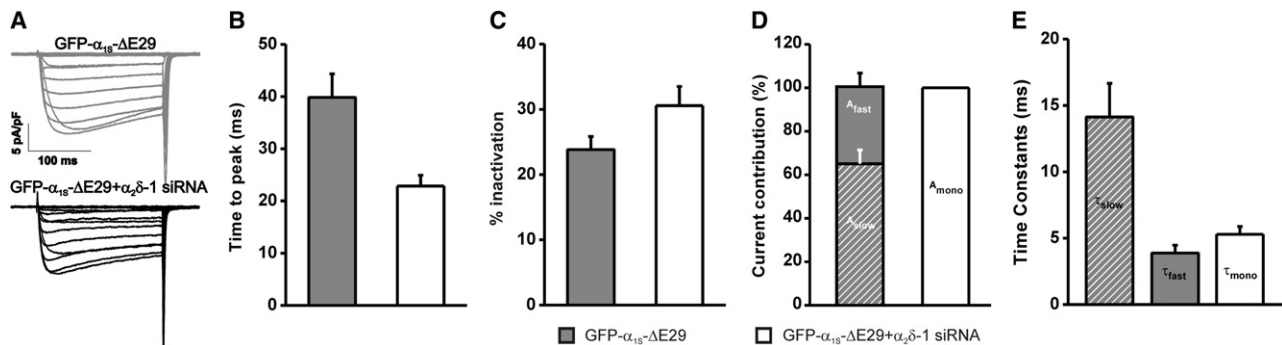 A
GFP-α1S-ΔE29
5 pA/pF
100 ms
GFP-α1S-ΔE29+α2δ-1 siRNA
B
Time to peak (ms)
50
40
30
20
10
0
C
% inactivation
40
30
20
10
0
D
Current contribution (%)
120
100
80
60
40
20
0
Afast
Aslow
Amono
E
Time Constants (ms)
20
15
10
5
0
τslow
τfast
τmono
GFP-α1S-ΔE29
GFP-α1S-ΔE29+α2δ-1 siRNA